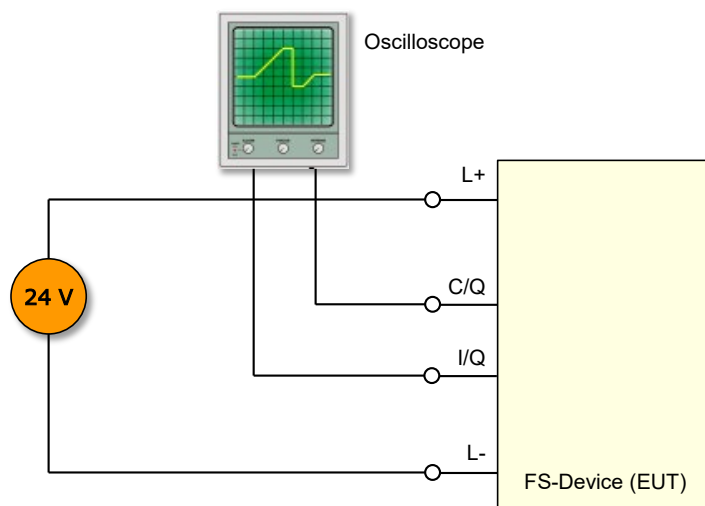 Oscilloscope
L+
C/Q
24 V
I/Q
L-
FS-Device (EUT)